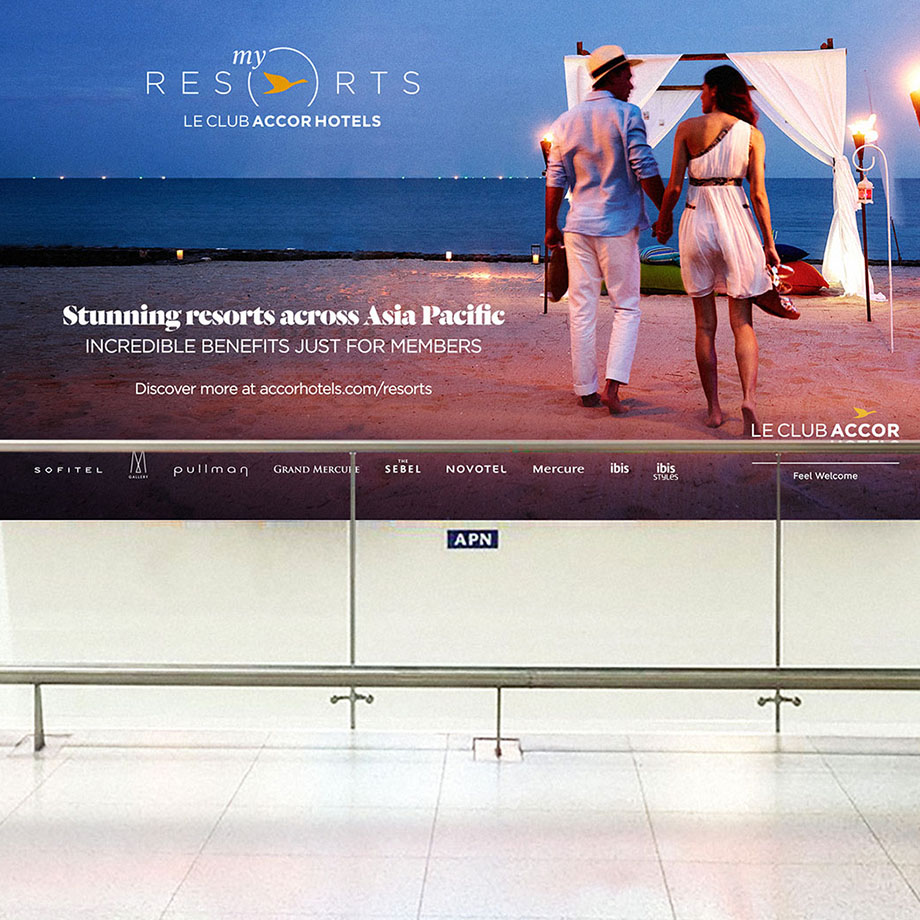 my
RESORTS
LE CLUB ACCORHOTELS
Stunning resorts across Asia Pacific
INCREDIBLE BENEFITS JUST FOR MEMBERS
Discover more at accorhotels.com/resorts
LE CLUB ACCOR
HOTELS
SOFITEL M GALLERY pullman GRAND MERCURE THE SEBEL NOVOTEL Mercure ibis ibis STYLES
Feel Welcome
APN